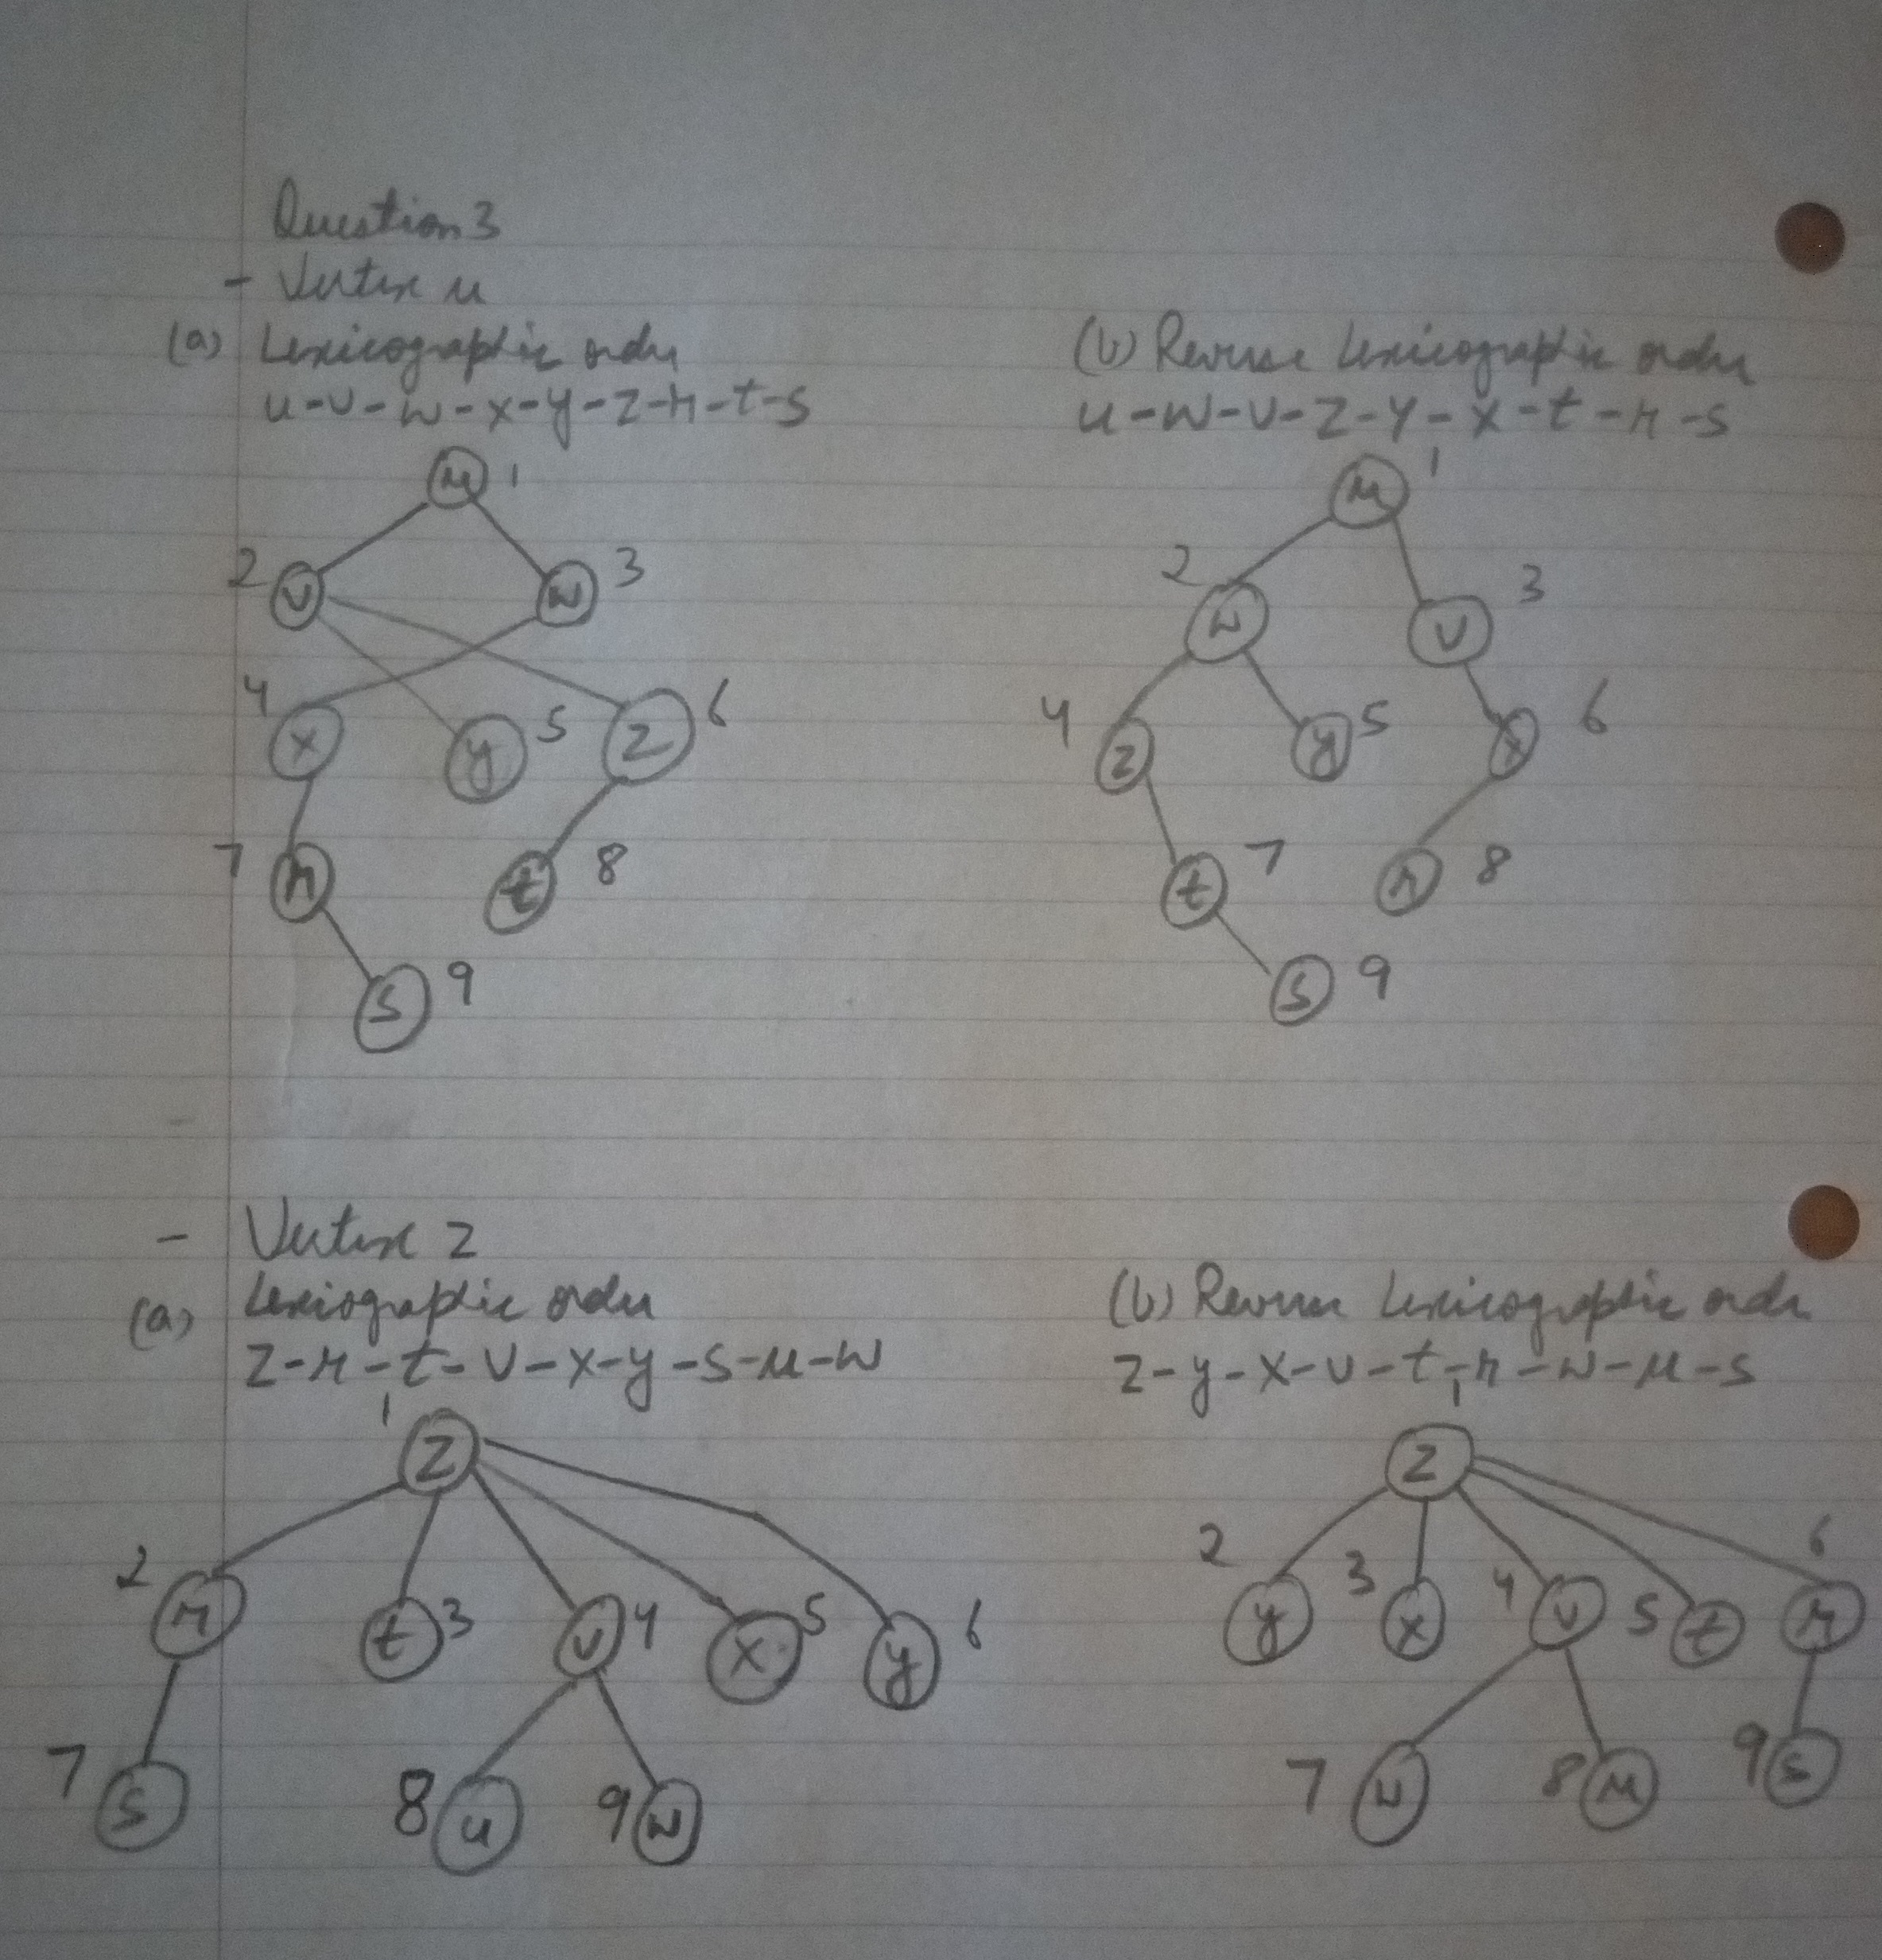 Question 3
- Vertex u
(a) Lexicographic order
u-v-w-x-y-z-r-t-s
u 1
2 v w 3
4 x y 5 z 6
7 r t 8
s 9
(b) Reverse Lexicographic order
u-w-v-z-y-x-t-r-s
u 1
2 w v 3
4 z y 5 x 6
t 7 r 8
s 9
- Vertex z
(a) Lexiographic order
z-r-t-v-x-y-s-u-w
1 z
2 r t 3 v 4 x 5 y 6
7 s 8 u 9 w
(b) Reverse Lexicographic order
z-y-x-v-t-r-w-u-s
1
z
2 y 3 x 4 v 5 t 6 r
7 w 8 u 9 s